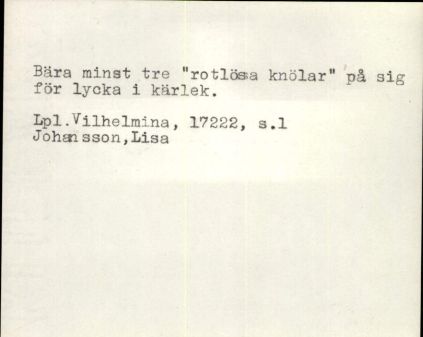 Bära minst tre "rotlösa knölar" på sig
för lycka i kärlek.
Lpl.Vilhelmina, 17222, s.1
Johansson,Lisa